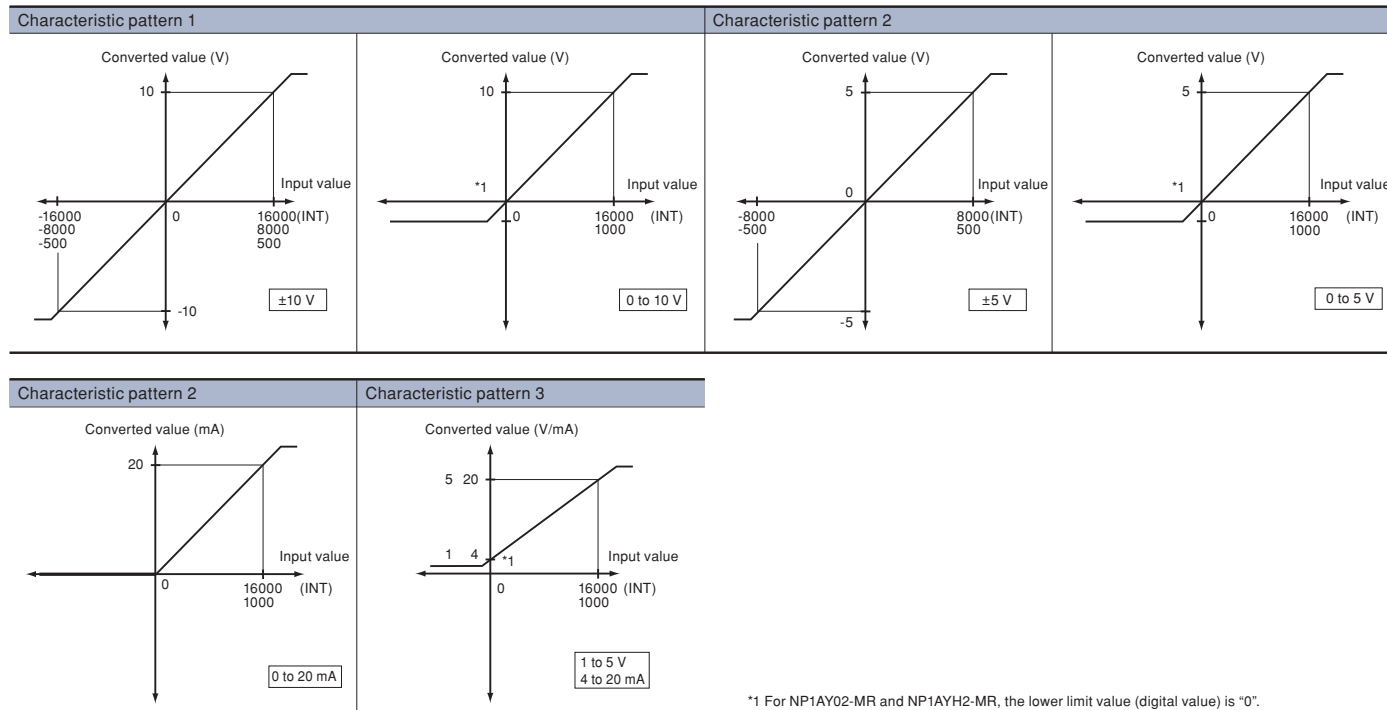 Characteristic pattern 1
Characteristic pattern 2
Converted value (V)
10
Input value
-16000
-8000
-500
0
16000(INT)
8000
500
-10
±10 V
Converted value (V)
10
*1
Input value
0
16000 (INT)
1000
0 to 10 V
Converted value (V)
5
0
Input value
-8000
-500
8000(INT)
500
-5
±5 V
Converted value (V)
5
*1
Input value
0
16000 (INT)
1000
0 to 5 V
Characteristic pattern 2
Characteristic pattern 3
Converted value (mA)
20
Input value
0
16000 (INT)
1000
0 to 20 mA
Converted value (V/mA)
5 20
1 4
*1
Input value
0
16000 (INT)
1000
1 to 5 V
4 to 20 mA
*1 For NP1AY02-MR and NP1AYH2-MR, the lower limit value (digital value) is “0”.